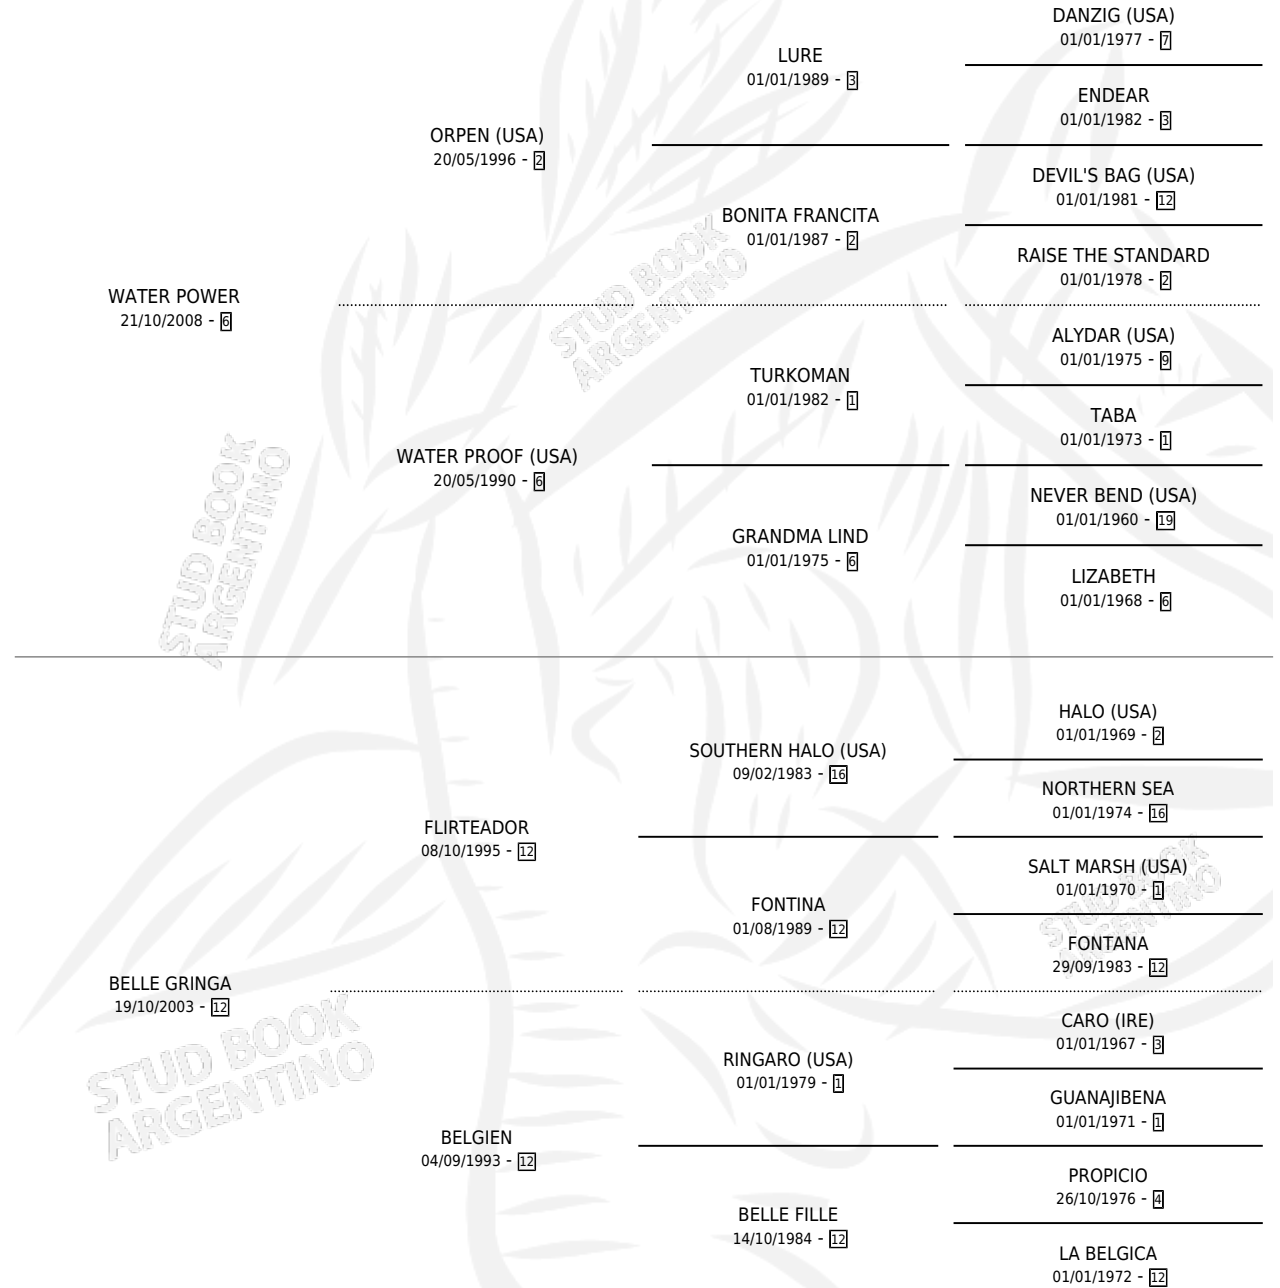 DANZIG (USA)
01/01/1977 - 7
LURE
01/01/1989 - 3
ENDEAR
01/01/1982 - 3
ORPEN (USA)
20/05/1996 - 2
DEVIL'S BAG (USA)
01/01/1981 - 12
BONITA FRANCITA
01/01/1987 - 2
RAISE THE STANDARD
01/01/1978 - 2
WATER POWER
21/10/2008 - 6
STUD BOOK
ARGENTINO
ALYDAR (USA)
01/01/1975 - 9
TURKOMAN
01/01/1982 - 1
TABA
01/01/1973 - 1
WATER PROOF (USA)
20/05/1990 - 6
NEVER BEND (USA)
01/01/1960 - 19
GRANDMA LIND
01/01/1975 - 6
LIZABETH
01/01/1968 - 6
STUD BOOK
ARGENTINO
HALO (USA)
01/01/1969 - 2
SOUTHERN HALO (USA)
09/02/1983 - 16
NORTHERN SEA
01/01/1974 - 16
FLIRTEADOR
08/10/1995 - 12
SALT MARSH (USA)
01/01/1970 - 1
FONTINA
01/08/1989 - 12
FONTANA
29/09/1983 - 12
STUD BOOK
ARGENTINO
BELLE GRINGA
19/10/2003 - 12
CARO (IRE)
01/01/1967 - 3
RINGARO (USA)
01/01/1979 - 1
GUANAJIBENA
01/01/1971 - 1
STUD BOOK
ARGENTINO
BELGIEN
04/09/1993 - 12
PROPICIO
26/10/1976 - 4
BELLE FILLE
14/10/1984 - 12
LA BELGICA
01/01/1972 - 12